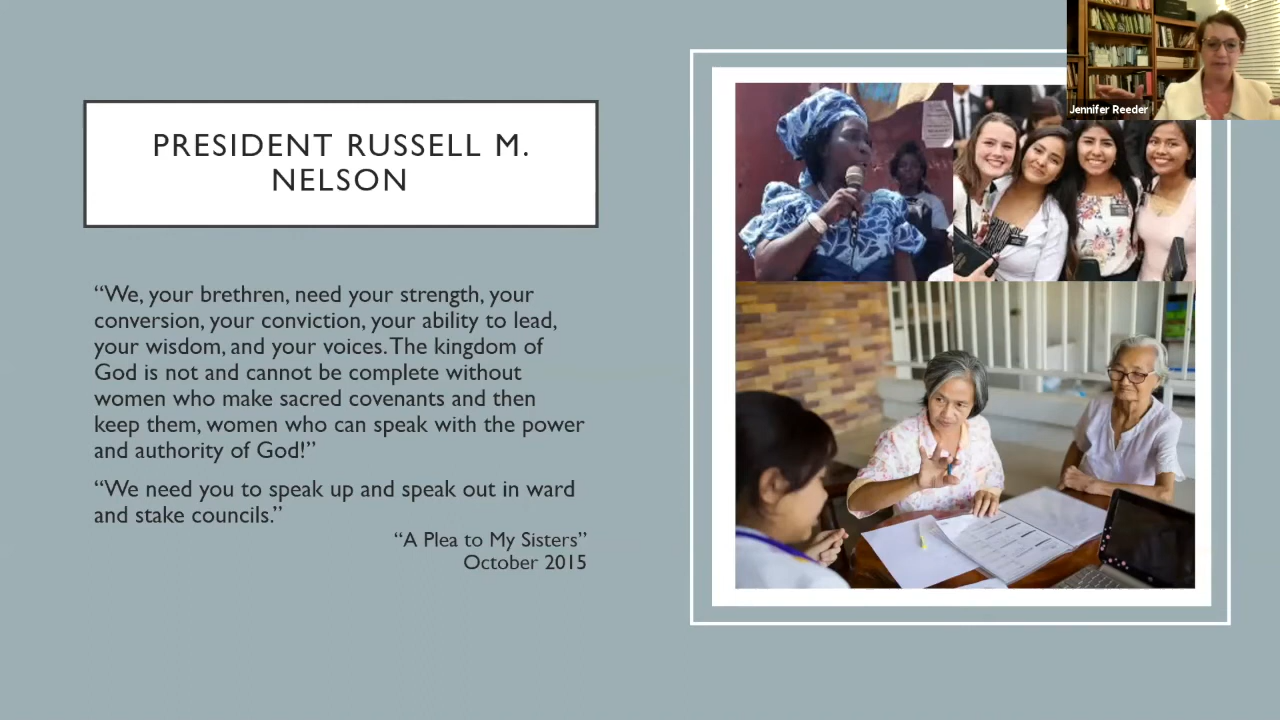 PRESIDENT RUSSELL M.
NELSON
“We, your brethren, need your strength, your
conversion, your conviction, your ability to lead,
your wisdom, and your voices. The kingdom of
God is not and cannot be complete without
women who make sacred covenants and then
keep them, women who can speak with the power
and authority of God!”
“We need you to speak up and speak out in ward
and stake councils.”
“A Plea to My Sisters”
October 2015
Jennifer Reeder